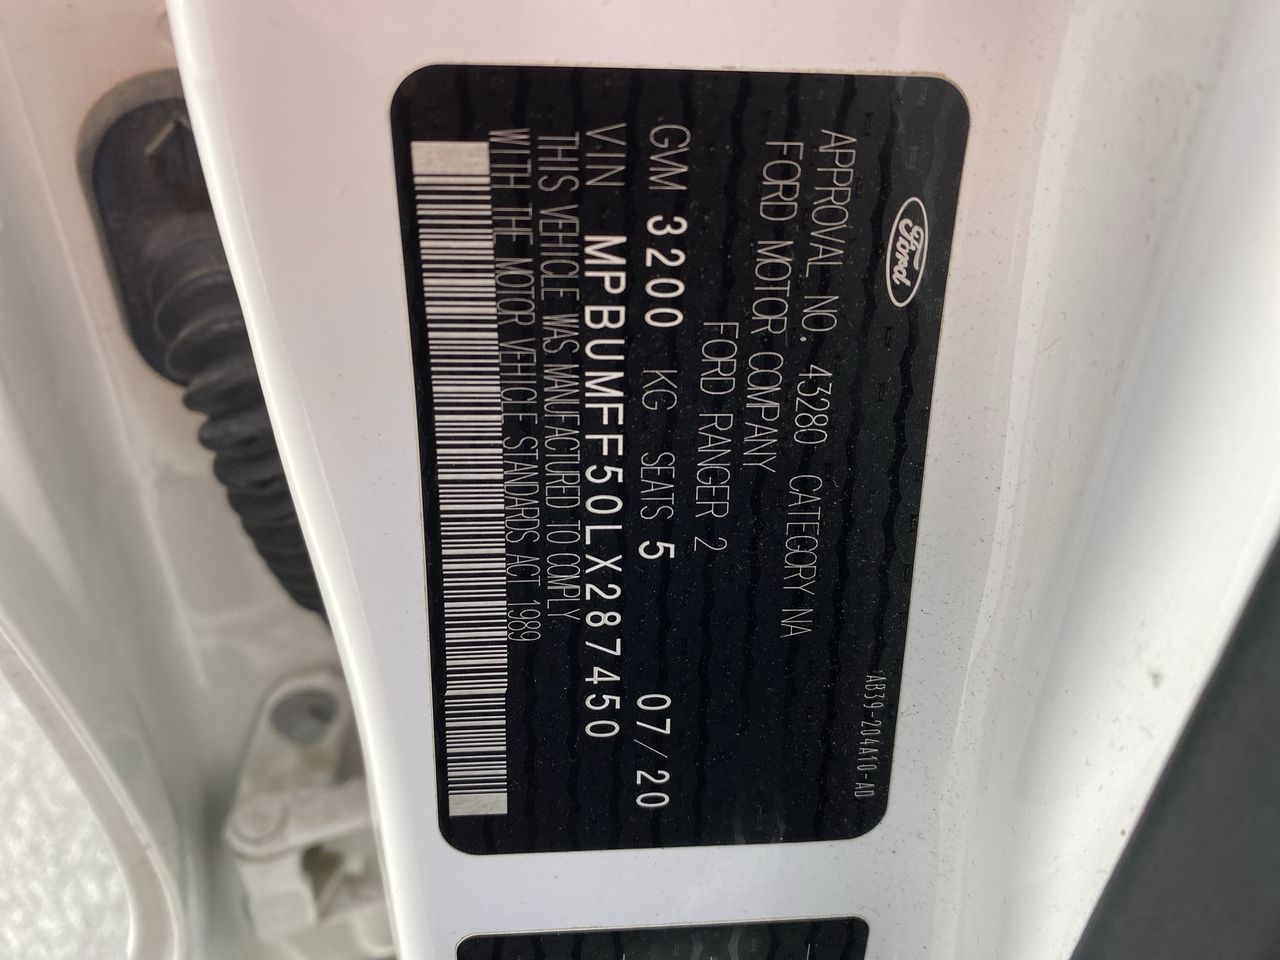 Ford
APPROVAL NO. 43280 CATEGORY NA
FORD MOTOR COMPANY
FORD RANGER 2
GVM 3200 KG SEATS 5 07/20
VIN MPBUMFF50LX287450
THIS VEHICLE WAS MANUFACTURED TO COMPLY
WITH THE MOTOR VEHICLE STANDARDS ACT 1989
AB39-204A10-AD